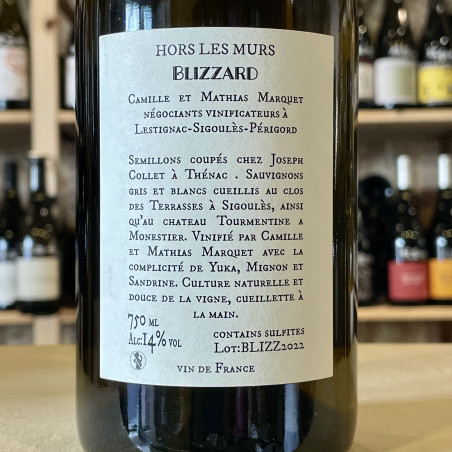 HORS LES MURS
BLIZZARD
CAMILLE ET MATHIAS MARQUET
NÉGOCIANTS VINIFICATEURS À
LESTIGNAC-SIGOULÈS-PÉRIGORD
SEMILLONS COUPÉS CHEZ JOSEPH
COLLET À THÉNAC . SAUVIGNONS
GRIS ET BLANCS CUEILLIS AU CLOS
DES TERRASSES À SIGOULÈS, AINSI
QU'AU CHATEAU TOURMENTINE A
MONESTIER. VINIFIÉ PAR CAMILLE
ET MATHIAS MARQUET AVEC LA
COMPLICITÉ DE YUKA, MIGNON ET
SANDRINE. CULTURE NATURELLE ET
DOUCE DE LA VIGNE, CUEILLETTE À
LA MAIN.
750 ML
ALC:14% VOL
CONTAINS SULFITES
LOT:BLIZZ2022
VIN DE FRANCE